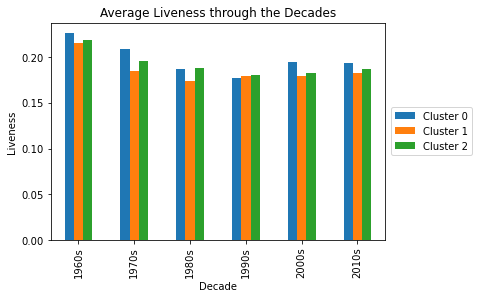 Average Liveness through the Decades
Liveness
0.20
0.15
0.10
0.05
0.00
1960s
1970s
1980s
1990s
2000s
2010s
Decade
Cluster 0
Cluster 1
Cluster 2